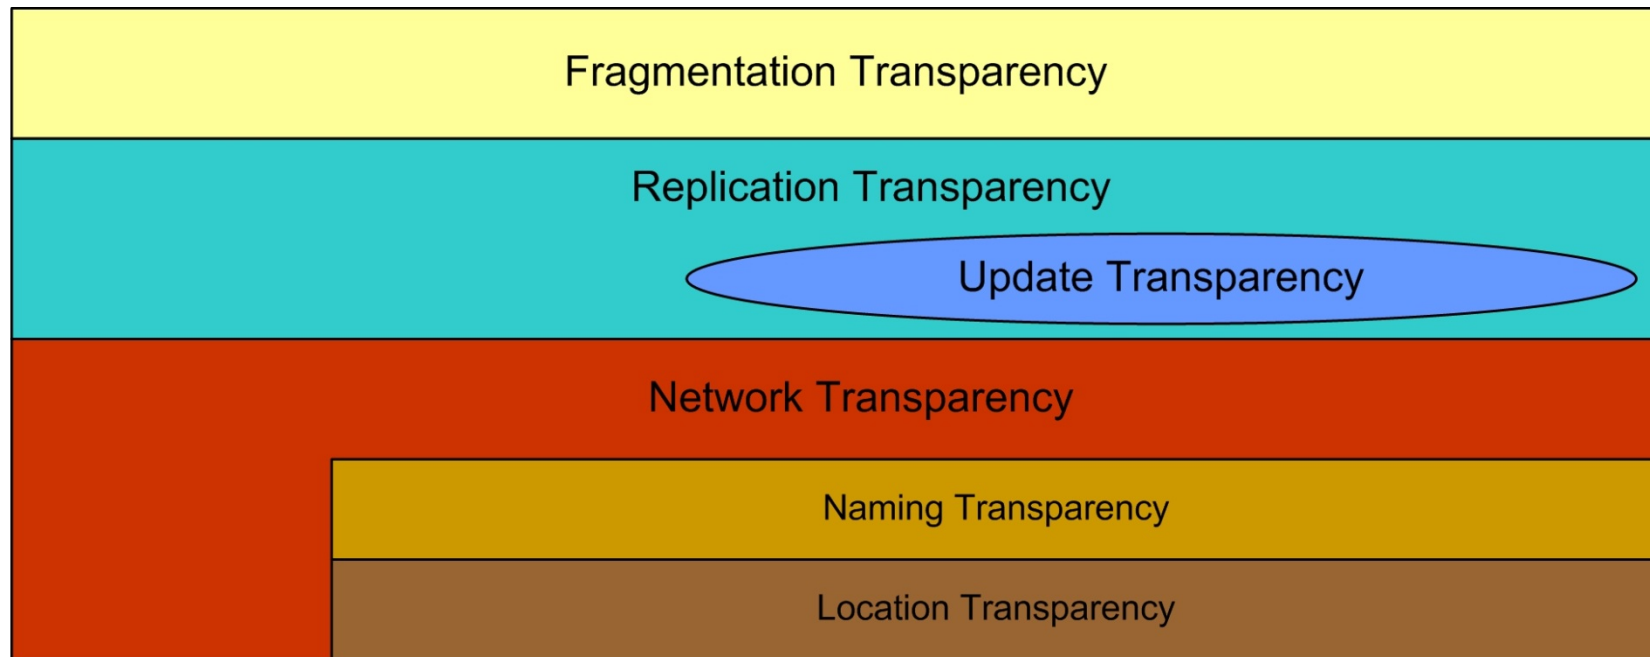 Fragmentation Transparency
Replication Transparency
Update Transparency
Network Transparency
Naming Transparency
Location Transparency